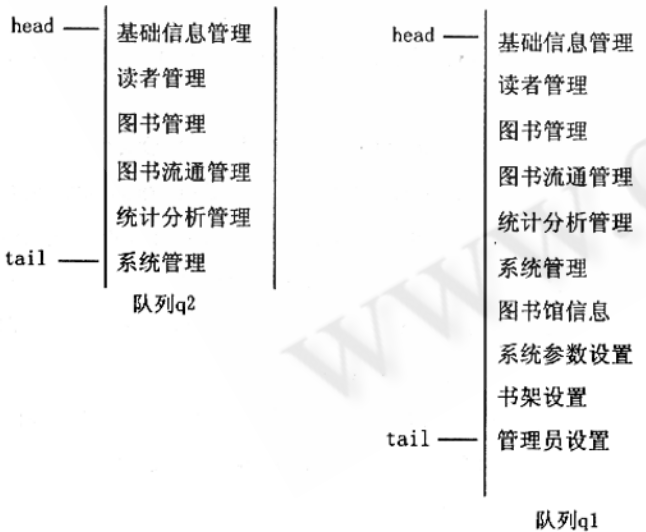 head
基础信息管理
读者管理
图书管理
图书流通管理
统计分析管理
tail
系统管理
队列q2
head
基础信息管理
读者管理
图书管理
图书流通管理
统计分析管理
系统管理
图书馆信息
系统参数设置
书架设置
tail
管理员设置
队列q1
www.